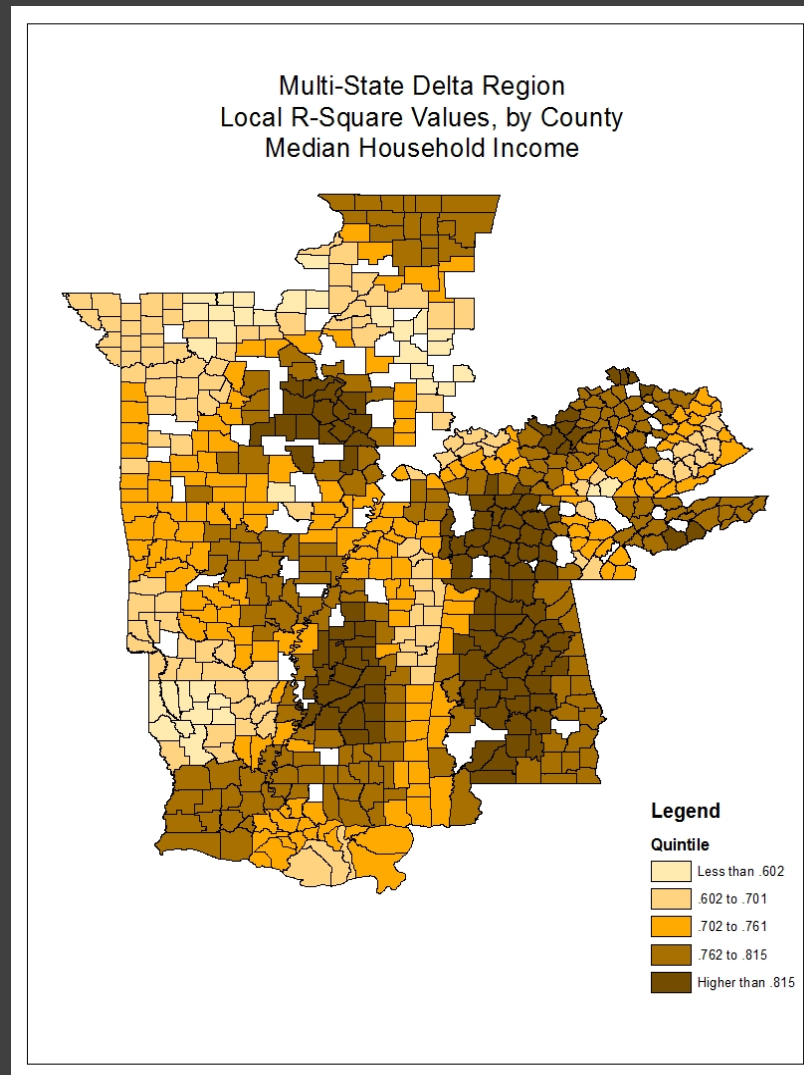 Multi-State Delta Region
Local R-Square Values, by County
Median Household Income
Legend
Quintile
Less than .602
.602 to .701
.702 to .761
.762 to .815
Higher than .815